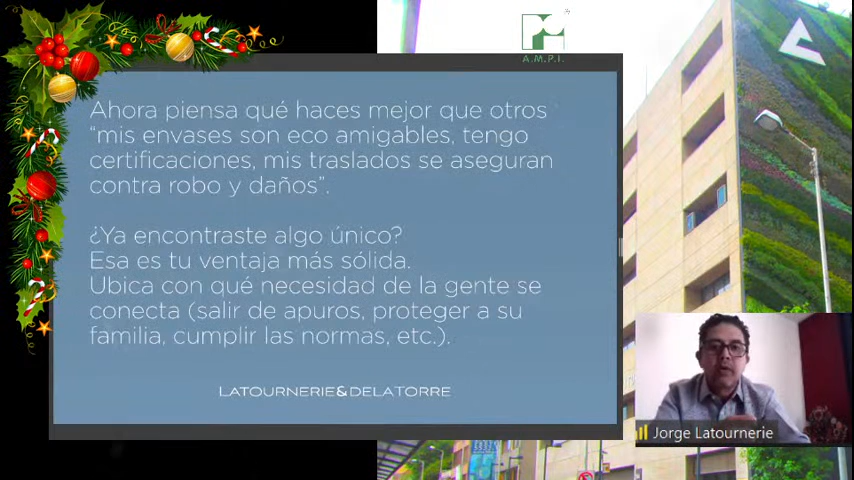 A.M.P.I.
Ahora piensa qué haces mejor que otros
“mis envases son eco amigables, tengo
certificaciones, mis traslados se aseguran
contra robo y daños”.
¿Ya encontraste algo único?
Esa es tu ventaja más sólida.
Ubica con qué necesidad de la gente se
conecta (salir de apuros, proteger a su
familia, cumplir las normas, etc.).
LATOURNERIE&DELATORRE
Jorge Latournerie